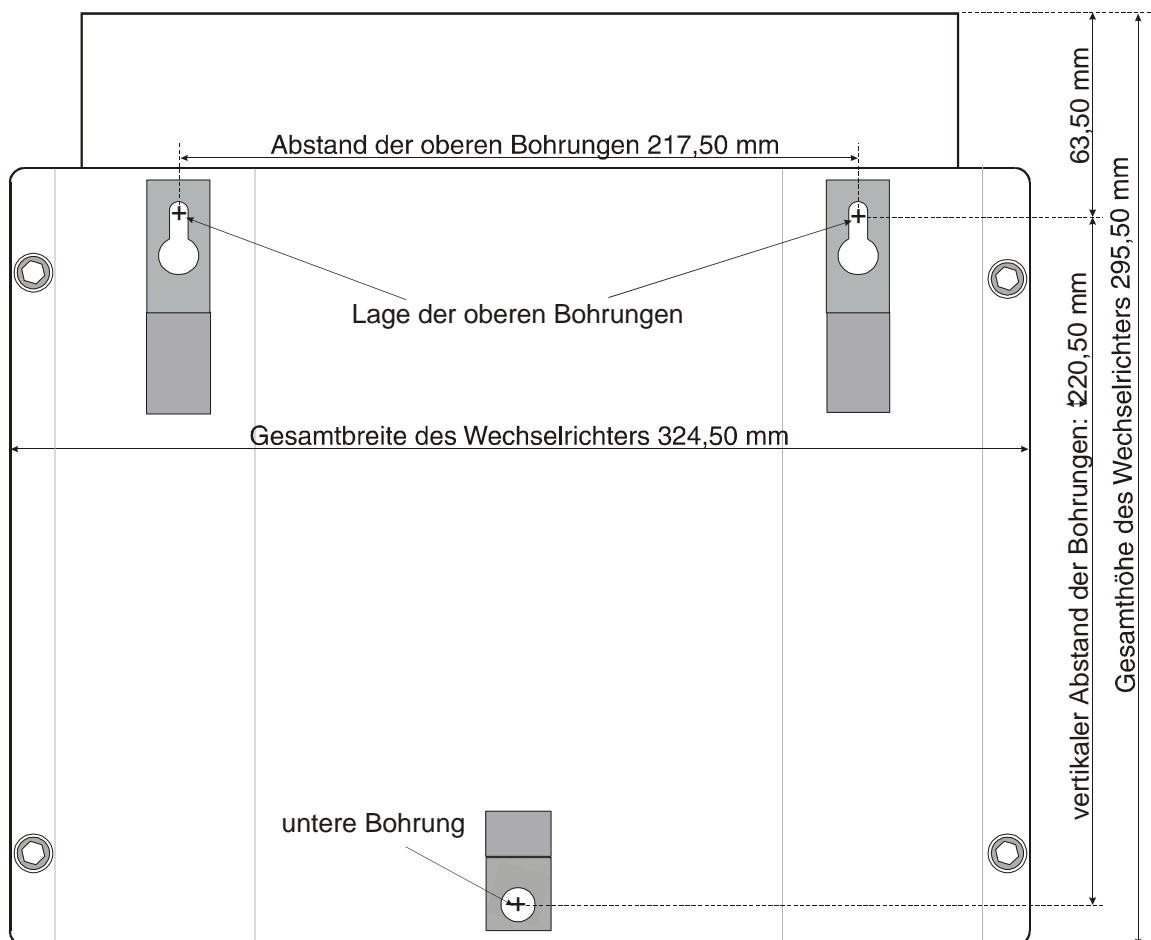 Abstand der oberen Bohrungen 217,50 mm
63,50 mm
Lage der oberen Bohrungen
Gesamtbreite des Wechselrichters 324,50 mm
vertikaler Abstand der Bohrungen: 220,50 mm
Gesamthöhe des Wechselrichters 295,50 mm
untere Bohrung